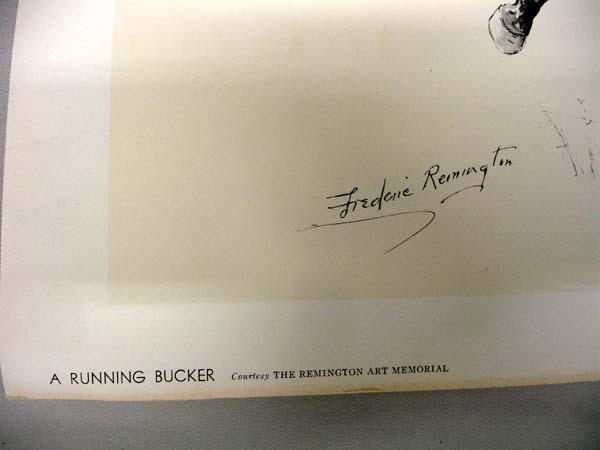 Frederic Remington
A RUNNING BUCKER Courtesy THE REMINGTON ART MEMORIAL